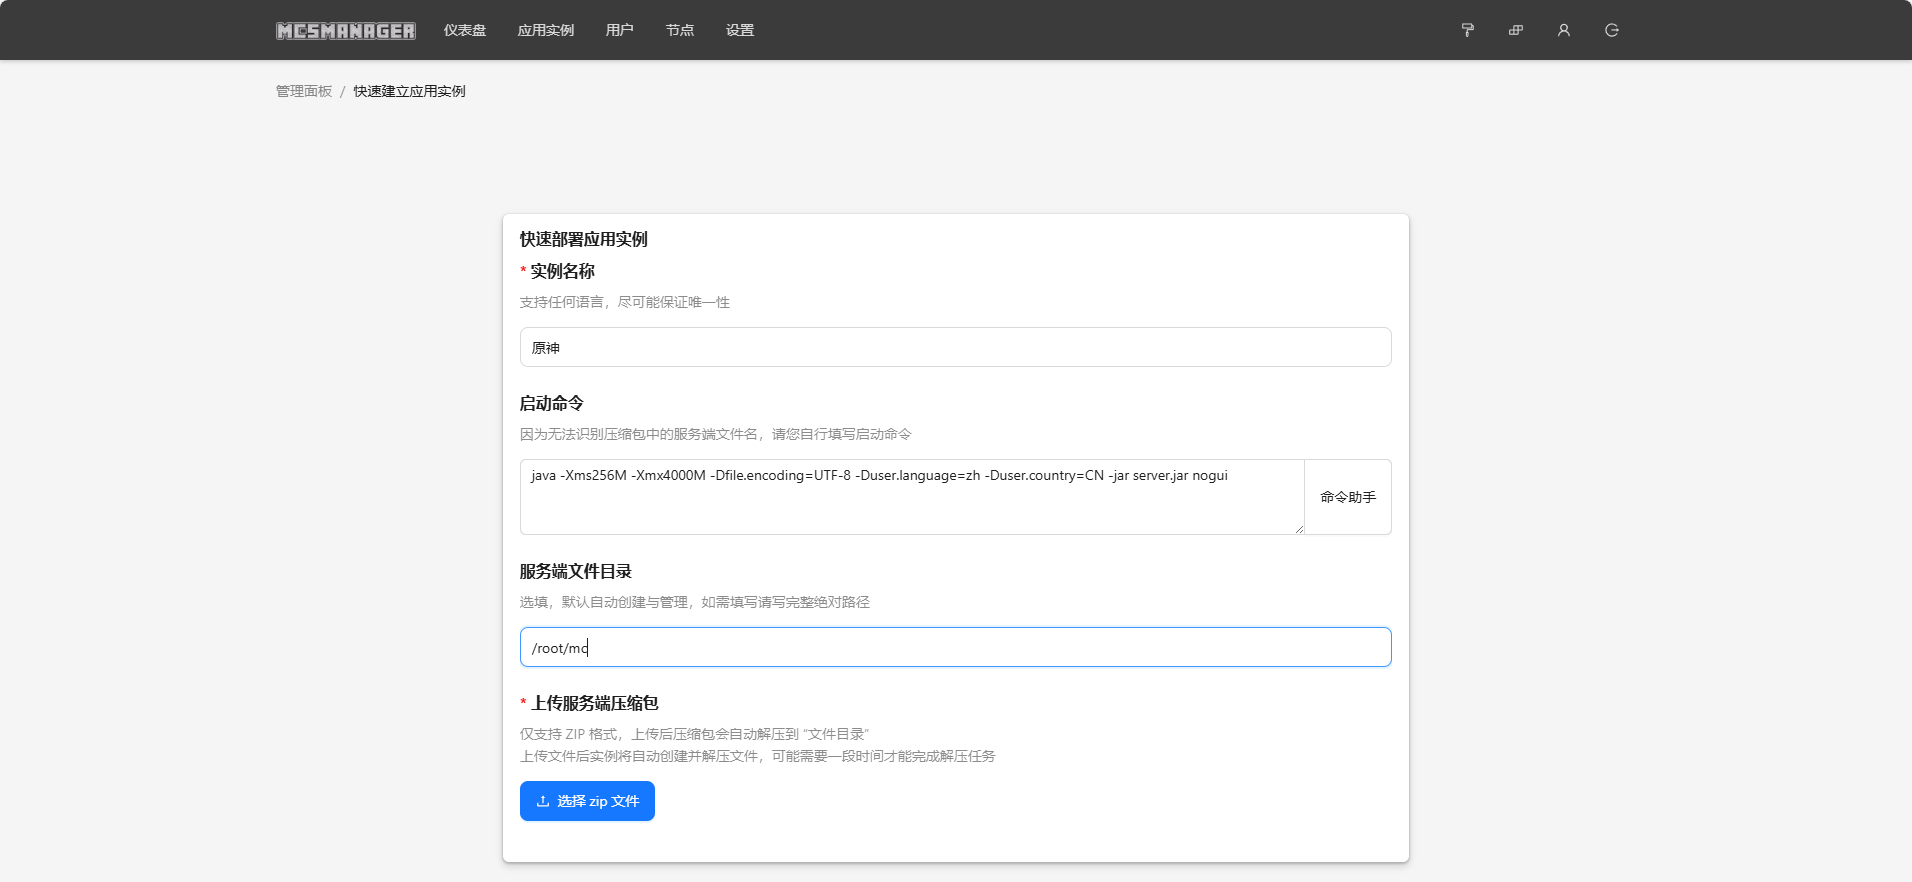 MCSMANAGER 仪表盘 应用实例 用户 节点 设置
管理面板 / 快速建立应用实例
快速部署应用实例
* 实例名称
支持任何语言，尽可能保证唯一性
原神
启动命令
因为无法识别压缩包中的服务端文件名，请您自行填写启动命令
java -Xms256M -Xmx4000M -Dfile.encoding=UTF-8 -Duser.language=zh -Duser.country=CN -jar server.jar nogui
命令助手
服务端文件目录
选填，默认自动创建与管理，如需填写请写完整绝对路径
/root/mc
* 上传服务端压缩包
仅支持 ZIP 格式，上传后压缩包会自动解压到 “文件目录”
上传文件后实例将自动创建并解压文件，可能需要一段时间才能完成解压任务
选择 zip 文件